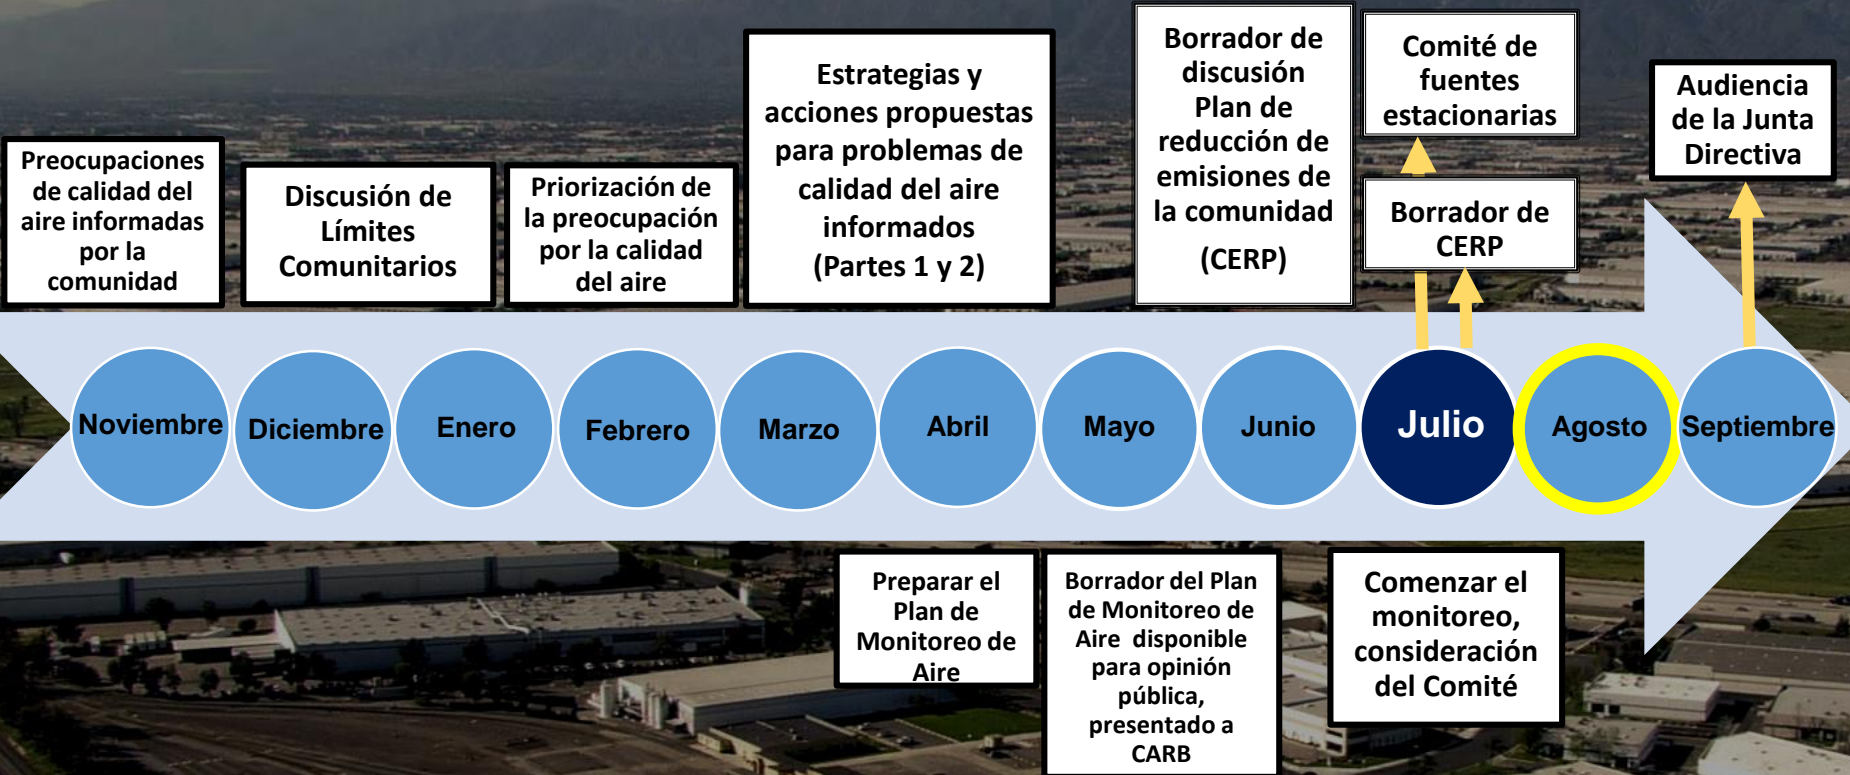 Preocupaciones
de calidad del
aire informadas
por la
comunidad
Discusión de
Límites
Comunitarios
Priorización de
la preocupación
por la calidad
del aire
Estrategias y
acciones propuestas
para problemas de
calidad del aire
informados
(Partes 1 y 2)
Borrador de
discusión
Plan de
reducción de
emisiones de
la comunidad
(CERP)
Comité de
fuentes
estacionarias
Borrador de
CERP
Audiencia
de la Junta
Directiva
Noviembre
Diciembre
Enero
Febrero
Marzo
Abril
Mayo
Junio
Julio
Agosto
Septiembre
Preparar el
Plan de
Monitoreo de
Aire
Borrador del Plan
de Monitoreo de
Aire disponible
para opinión
pública,
presentado a
CARB
Comenzar el
monitoreo,
consideración
del Comité